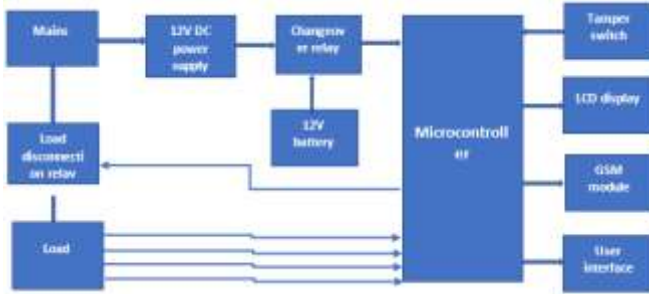 Mains
12V DC
power
supply
Changeov
er relay
12V
battery
Load
disconnecti
on relay
Load
Microcontroll
er
Tamper
switch
LCD display
GSM
module
User
interface